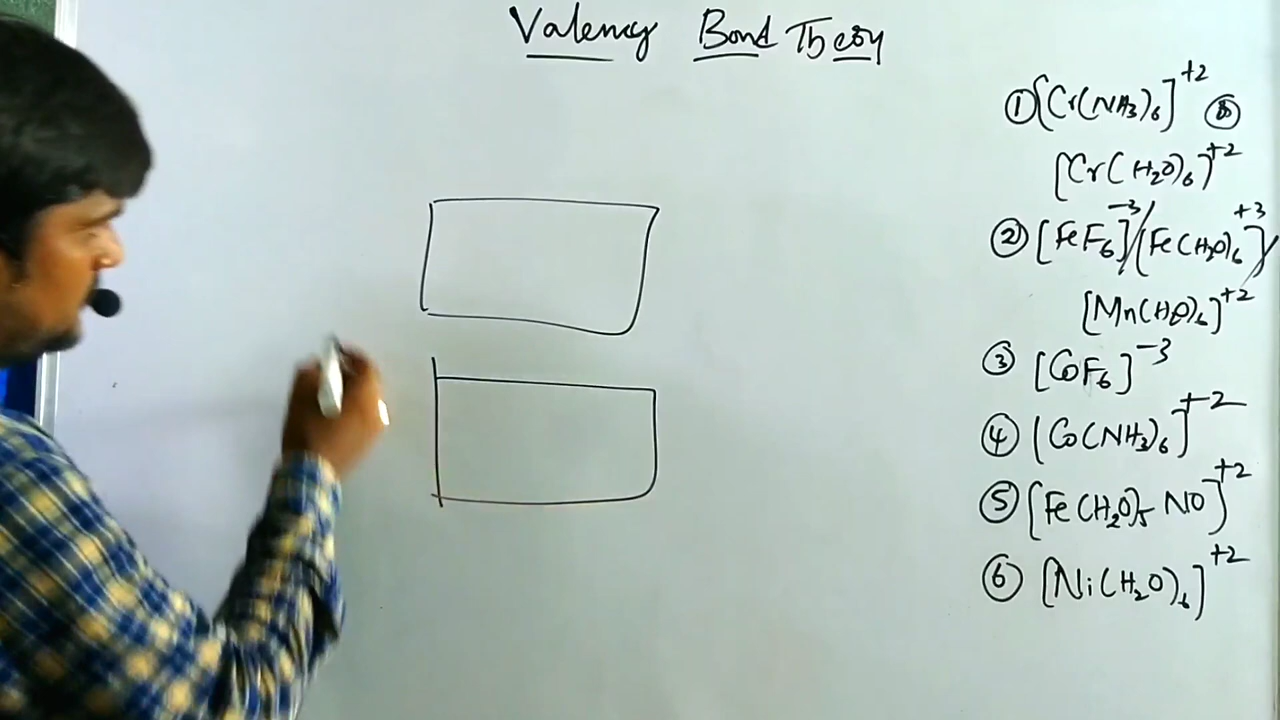 Valency Bond Theory
① [Cr(NH3)6]+2 ⑧
[Cr(H2O)6]+2
② [FeF6]-3/[Fe(H2O)6]+3/
[Mn(H2O)6]+2
③ [CoF6]-3
④ [Co(NH3)6]+2
⑤ [Fe(H2O)5 NO]+2
⑥ [Ni(H2O)6]+2